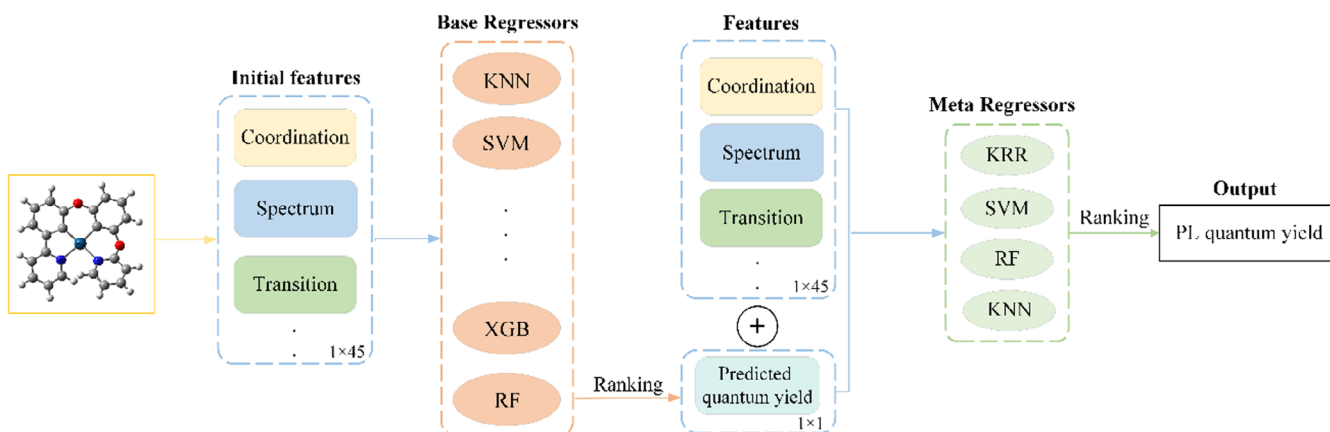 Initial features
Coordination
Spectrum
Transition
.
.
1×45
Base Regressors
KNN
SVM
.
.
.
XGB
RF
Ranking
Features
Coordination
Spectrum
Transition
.
.
1×45
+
Predicted
quantum yield
1×1
Meta Regressors
KRR
SVM
RF
KNN
Ranking
Output
PL quantum yield